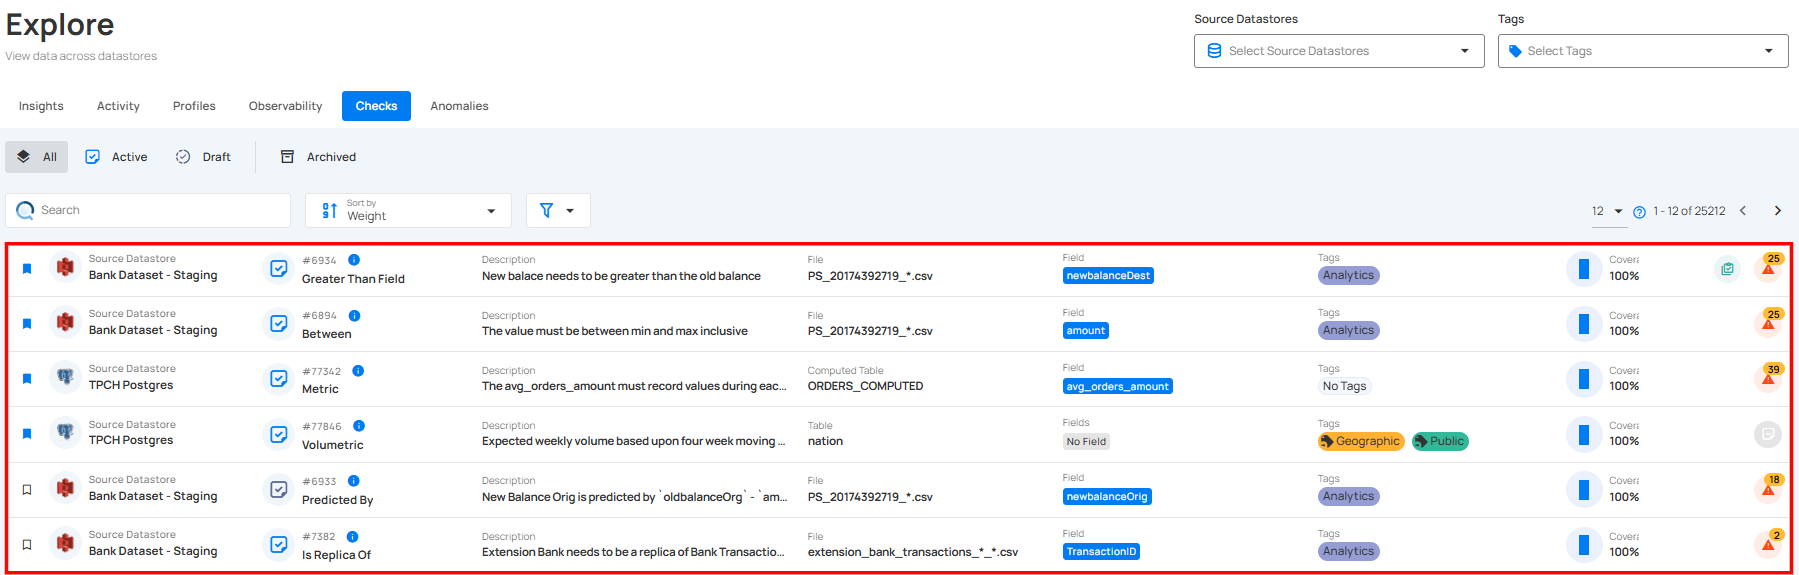 Explore
View data across datastores
Source Datastores
Select Source Datastores
Tags
Select Tags
Insights Activity Profiles Observability Checks Anomalies
All Active Draft Archived
Search
Sort by
Weight
12 1 - 12 of 25212
Source Datastore #6934 Description File Field Tags Covera 25
Bank Dataset - Staging Greater Than Field New balace needs to be greater than the old balance PS_20174392719_*.csv newbalanceDest Analytics 100%
Source Datastore #6894 Description File Field Tags Covera 25
Bank Dataset - Staging Between The value must be between min and max inclusive PS_20174392719_*.csv amount Analytics 100%
Source Datastore #77342 Description Computed Table Field Tags Covera 39
TPCH Postgres Metric The avg_orders_amount must record values during eac... ORDERS_COMPUTED avg_orders_amount No Tags 100%
Source Datastore #77846 Description Table Fields Tags Covera
TPCH Postgres Volumetric Expected weekly volume based upon four week moving ... nation No Field Geographic Public 100%
Source Datastore #6933 Description File Field Tags Covera 18
Bank Dataset - Staging Predicted By New Balance Orig is predicted by `oldbalanceOrg` - `am... PS_20174392719_*.csv newbalanceOrig Analytics 100%
Source Datastore #7382 Description File Field Tags Covera 2
Bank Dataset - Staging Is Replica Of Extension Bank needs to be a replica of Bank Transactio... extension_bank_transactions_*_*.csv TransactionID Analytics 100%